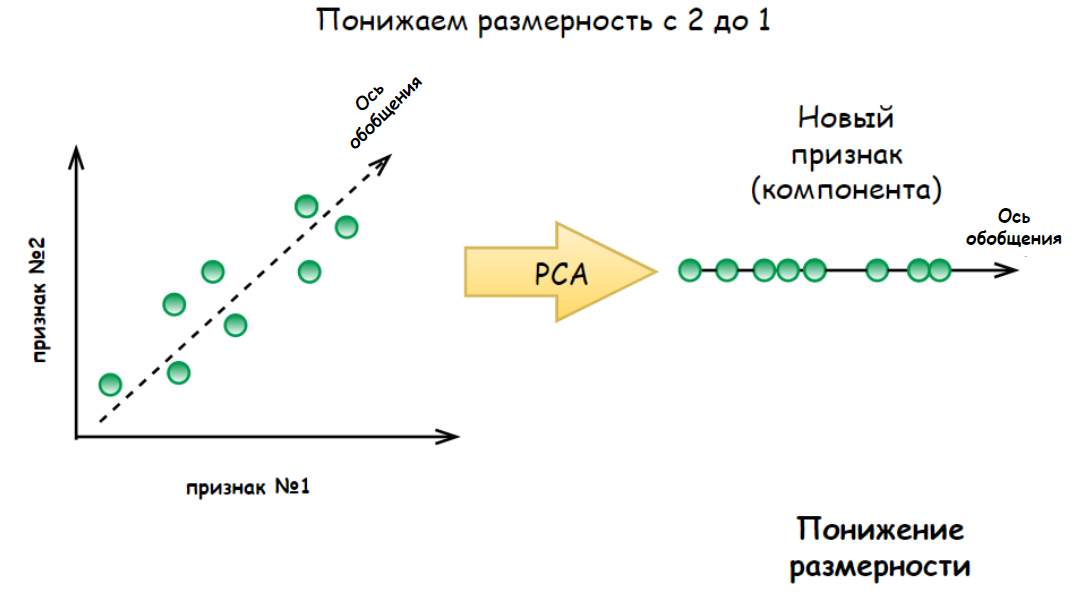 Понижаем размерность с 2 до 1
Ось
обобщения
признак №2
признак №1
PCA
Новый
признак
(компонента)
Ось
обобщения
Понижение
размерности